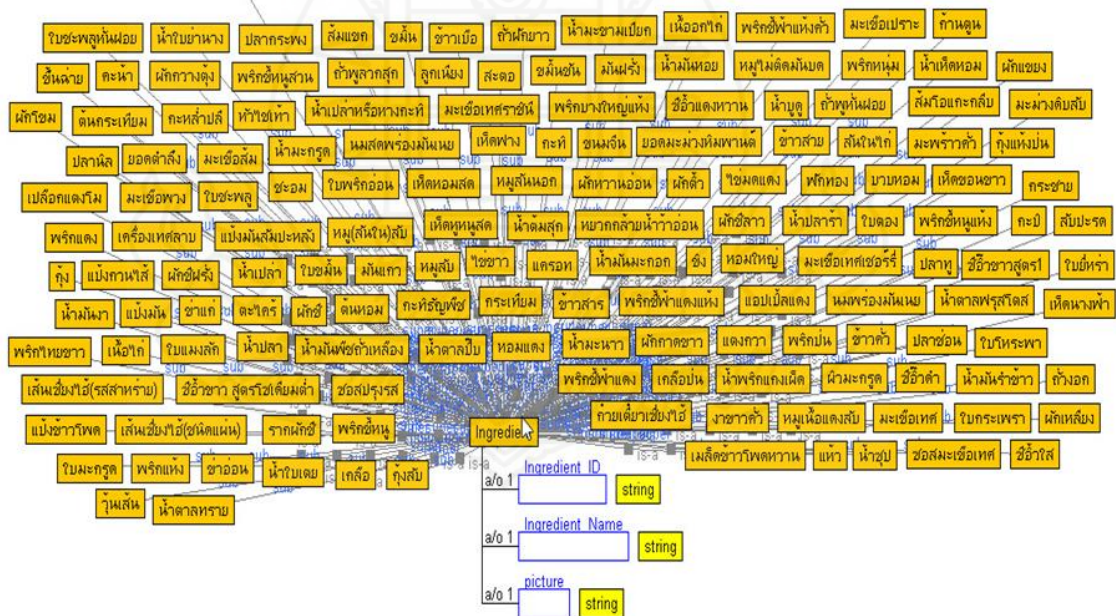 ใบชะพลูหั่นฝอย น้ำใบย่านาง ปลากระพง ส้มแขก ขมิ้น ข้าวเบือ ถั่วฝักยาว น้ำมะขามเปียก เนื้ออกไก่ พริกชี้ฟ้าแห้งคั่ว มะเขือเปราะ ก้านตูน
ขึ้นฉ่าย คะน้า ผักกวางตุ้ง พริกขี้หนูสวน ถั่วพูลวกสุก ลูกเนียง สะตอ ขมิ้นชัน มันฝรั่ง น้ำมันหอย หมูไม่ติดมันบด พริกหนุ่ม น้ำเห็ดหอม ผักแขยง
ผักโขม ต้นกระเทียม กะหล่ำปลี หัวไชเท้า น้ำเปล่าหรือหางกะทิ มะเขือเทศราชินี พริกบางใหญ่แห้ง ซีอิ๊วแดงหวาน น้ำบูดู ถั่วพูหั่นฝอย ส้มโอแกะกลีบ มะม่วงดิบสับ
ปลานิล ยอดตำลึง มะเขือส้ม น้ำมะกรูด นมสดพร่องมันเนย เห็ดฟาง กะทิ ขนมจีน ยอดมะม่วงหิมพานต์ ข้าวสวย สันในไก่ มะพร้าวคั่ว กุ้งแห้งป่น
เปลือกแตงโม มะเขือพวง ใบชะพลู ชะอม ใบพริกอ่อน เห็ดหอมสด หมูสันนอก ผักหวานอ่อน ผักติ้ว ไข่มดแดง ฟักทอง บวบหอม เห็ดขอนขาว กระชาย
พริกแดง เครื่องเทศลาบ แป้งมันสัมปะหลัง หมู(สันใน)สับ เห็ดหูหนูสด น้ำต้มสุก หยวกกล้วยน้ำว้าอ่อน ผักชีลาว น้ำปลาร้า ใบตอง พริกขี้หนูแห้ง กะปิ สับปะรด
กุ้ง แป้งกวนไส้ ผักชีฝรั่ง น้ำเปล่า ใบขมิ้น มันแกว หมูสับ ไข่ขาว แครอท น้ำมันมะกอก ขิง หอมใหญ่ มะเขือเทศเชอร์รี่ ปลาทู ซีอิ๊วขาวสูตร1 ใบยี่หร่า
น้ำมันงา แป้งมัน ข่าแก่ ตะไคร้ ผักชี ต้นหอม กะทิธัญพืช กระเทียม ข้าวสาร พริกชี้ฟ้าแดงแห้ง แอปเปิ้ลแดง นมพร่องมันเนย น้ำตาลฟรุสโตส เห็ดนางฟ้า
พริกไทยขาว เนื้อไก่ ใบแมงลัก น้ำปลา น้ำมันพืชถั่วเหลือง น้ำตาลปี๊บ หอมแดง น้ำมะนาว ผักกาดขาว แตงกวา พริกป่น ข้าวคั่ว ปลาช่อน ใบโหระพา
เส้นเซี่ยงไฮ้(รสสาหร่าย) ซีอิ๊วขาว สูตรโซเดียมต่ำ ซอสปรุงรส พริกชี้ฟ้าแดง เกลือป่น น้ำพริกแกงเผ็ด ผิวมะกรูด ซีอิ๊วดำ น้ำมันรำข้าว ถั่วงอก
แป้งข้าวโพด เส้นเซี่ยงไฮ้(ชนิดแผ่น) รากผักชี พริกขี้หนู Ingredient ก๋วยเตี๋ยวเซี่ยงไฮ้ งาขาวคั่ว หมูเนื้อแดงสับ มะเขือเทศ ใบกระเพรา ผักเหลียง
ใบมะกรูด พริกแห้ง ข่าอ่อน น้ำใบเตย เกลือ กุ้งสับ เมล็ดข้าวโพดหวาน แห้ว น้ำซุป ซอสมะเขือเทศ ซีอิ๊วใส
วุ้นเส้น น้ำตาลทราย
a/o 1 Ingredient_ID string
a/o 1 Ingredient_Name string
a/o 1 picture string